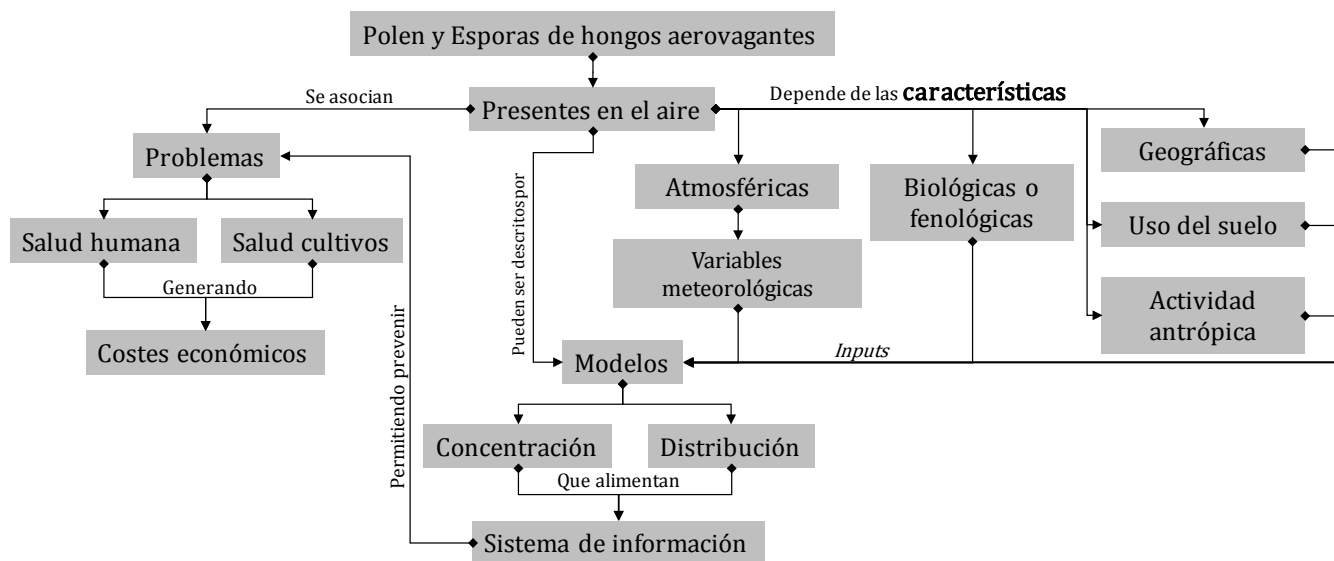 Polen y Esporas de hongos aerovagantes
Se asocian
Presentes en el aire
Depende de las característícas
Problemas
Geográficas
Atmosféricas
Biológicas o
fenológicas
Salud humana
Salud cultivos
Uso del suelo
Variables
meteorológicas
Generando
Pueden ser descritos por
Actividad
antrópica
Costes económicos
Inputs
Modelos
Permitiendo prevenir
Concentración
Distribución
Que alimentan
Sistema de información